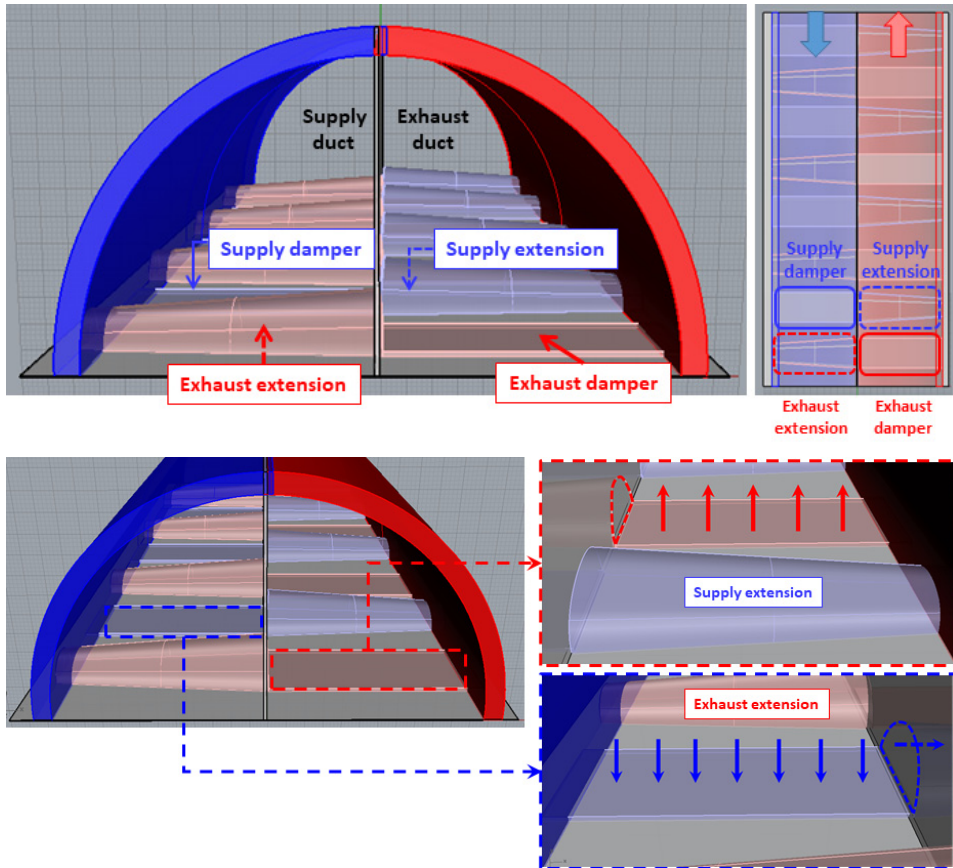 Supply
duct
Exhaust
duct
Supply damper
Supply extension
Exhaust extension
Exhaust damper
Supply
damper
Supply
extension
Exhaust
extension
Exhaust
damper
Supply extension
Exhaust extension